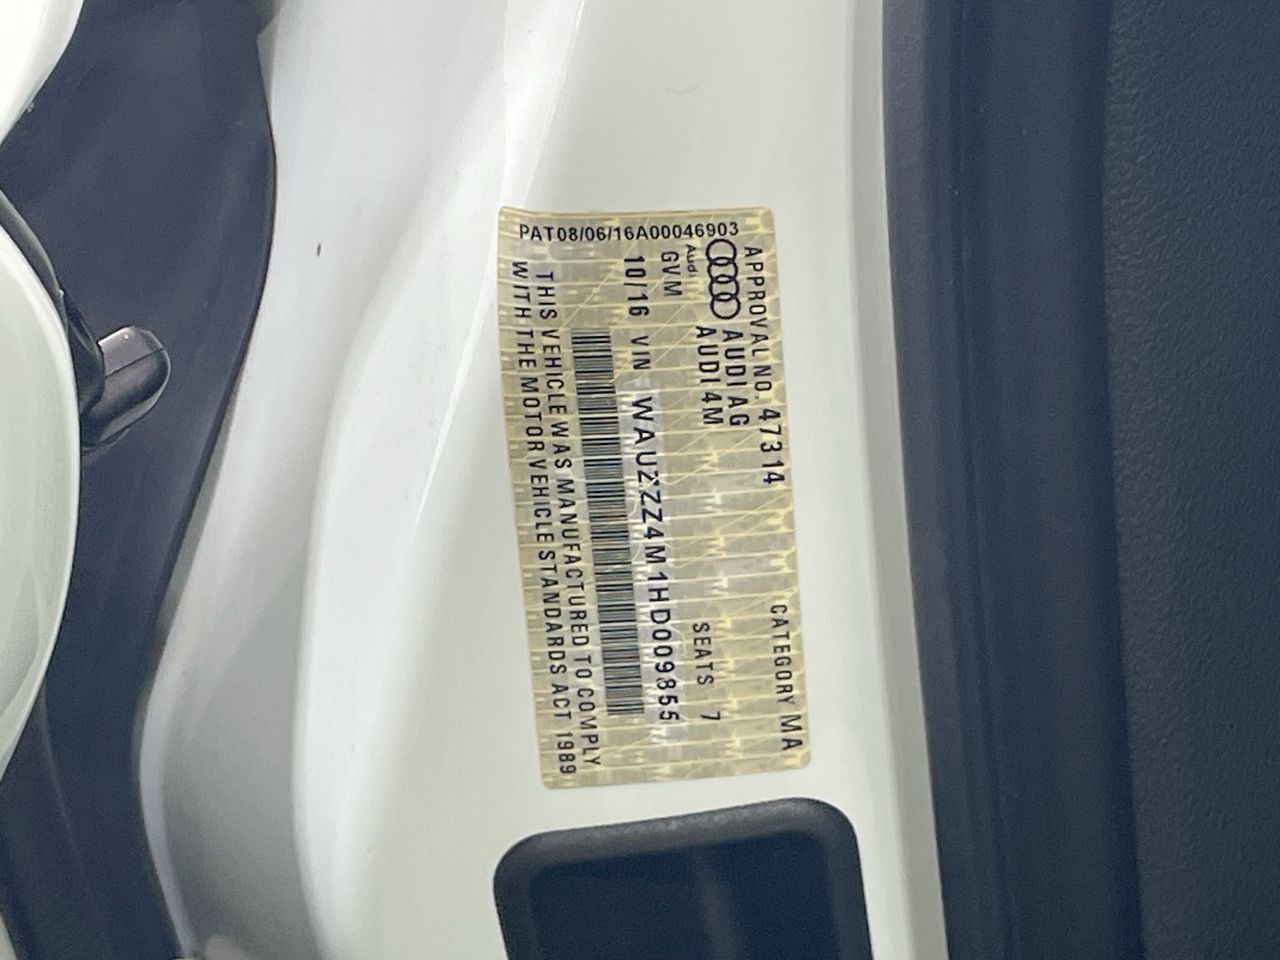 PAT08/06/16A00046903
APPROVAL NO. 47314 CATEGORY MA
Audi AUDI AG
AUDI 4M SEATS 7
GVM
10/16 VIN WAUZZZ4M1HD009855
THIS VEHICLE WAS MANUFACTURED TO COMPLY
WITH THE MOTOR VEHICLE STANDARDS ACT 1989